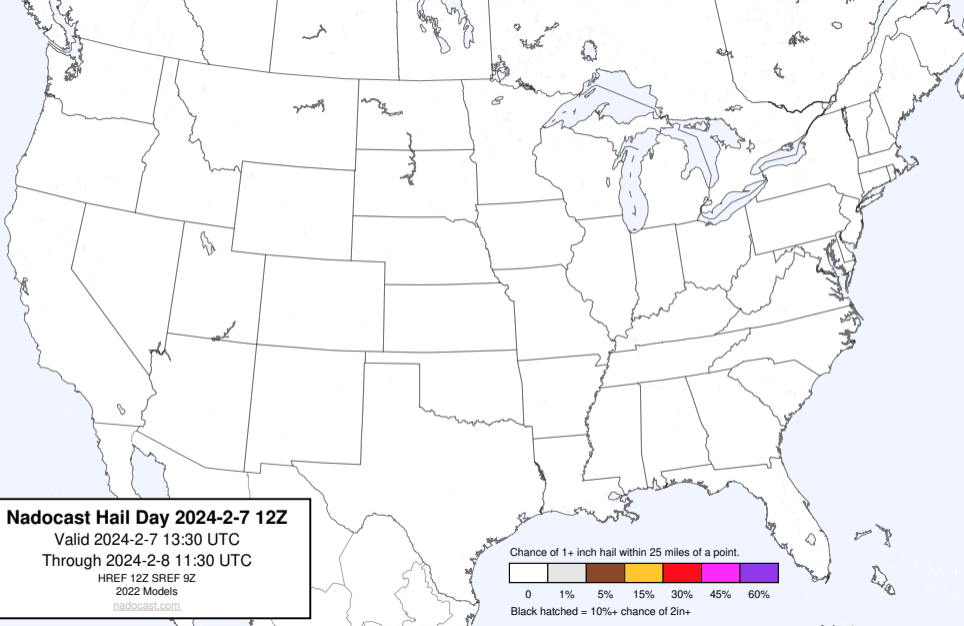 Nadocast Hail Day 2024-2-7 12Z
Valid 2024-2-7 13:30 UTC
Through 2024-2-8 11:30 UTC
HREF 12Z SREF 9Z
2022 Models
nadocast.com
Chance of 1+ inch hail within 25 miles of a point.
0 1% 5% 15% 30% 45% 60%
Black hatched = 10%+ chance of 2in+